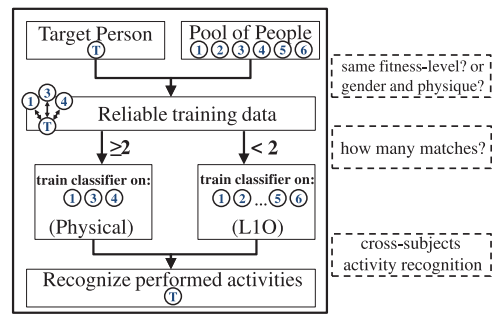 Target Person
T
Pool of People
1 2 3 4 5 6
same fitness-level? or
gender and physique?
1 3 4
T
Reliable training data
≥2
< 2
how many matches?
train classifier on:
1 3 4
(Physical)
train classifier on:
1 2 ... 5 6
(L1O)
cross-subjects
activity recognition
Recognize performed activities
T